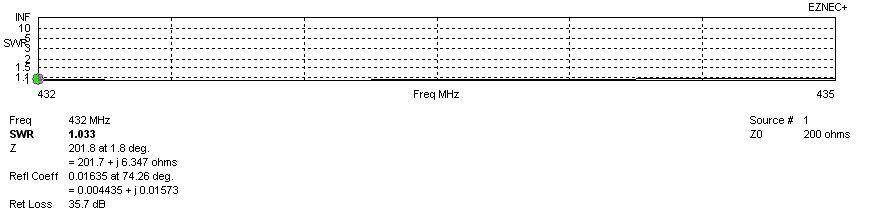 EZNEC+
INF
10
5
3
SWR
2
1.5
1.1
1
432
Freq MHz
435
Freq 432 MHz Source # 1
SWR 1.033 Z0 200 ohms
Z 201.8 at 1.8 deg.
= 201.7 + j 6.347 ohms
Refl Coeff 0.01635 at 74.26 deg.
= 0.004435 + j 0.01573
Ret Loss 35.7 dB